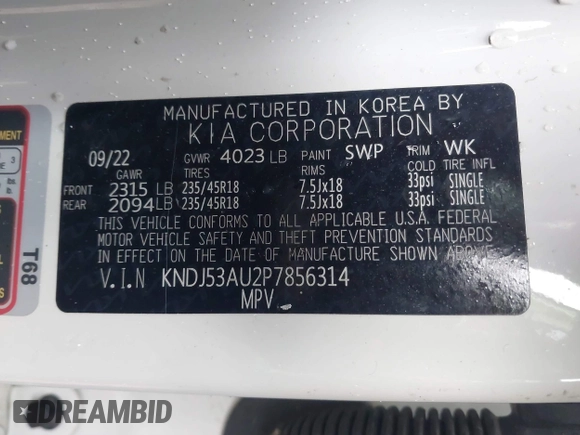 MANUFACTURED IN KOREA BY
KIA CORPORATION
09/22 GVWR 4023 LB PAINT SWP TRIM WK
GAWR TIRES RIMS COLD TIRE INFL
FRONT 2315 LB 235/45R18 7.5Jx18 33psi SINGLE
REAR 2094 LB 235/45R18 7.5Jx18 33psi SINGLE
THIS VEHICLE CONFORMS TO ALL APPLICABLE U.S.A. FEDERAL
MOTOR VEHICLE SAFETY AND THEFT PREVENTION STANDARDS
IN EFFECT ON THE DATE OF MANUFACTURE SHOWN ABOVE
V.I.N KNDJ53AU2P7856314
MPV
T68
DREAMBID